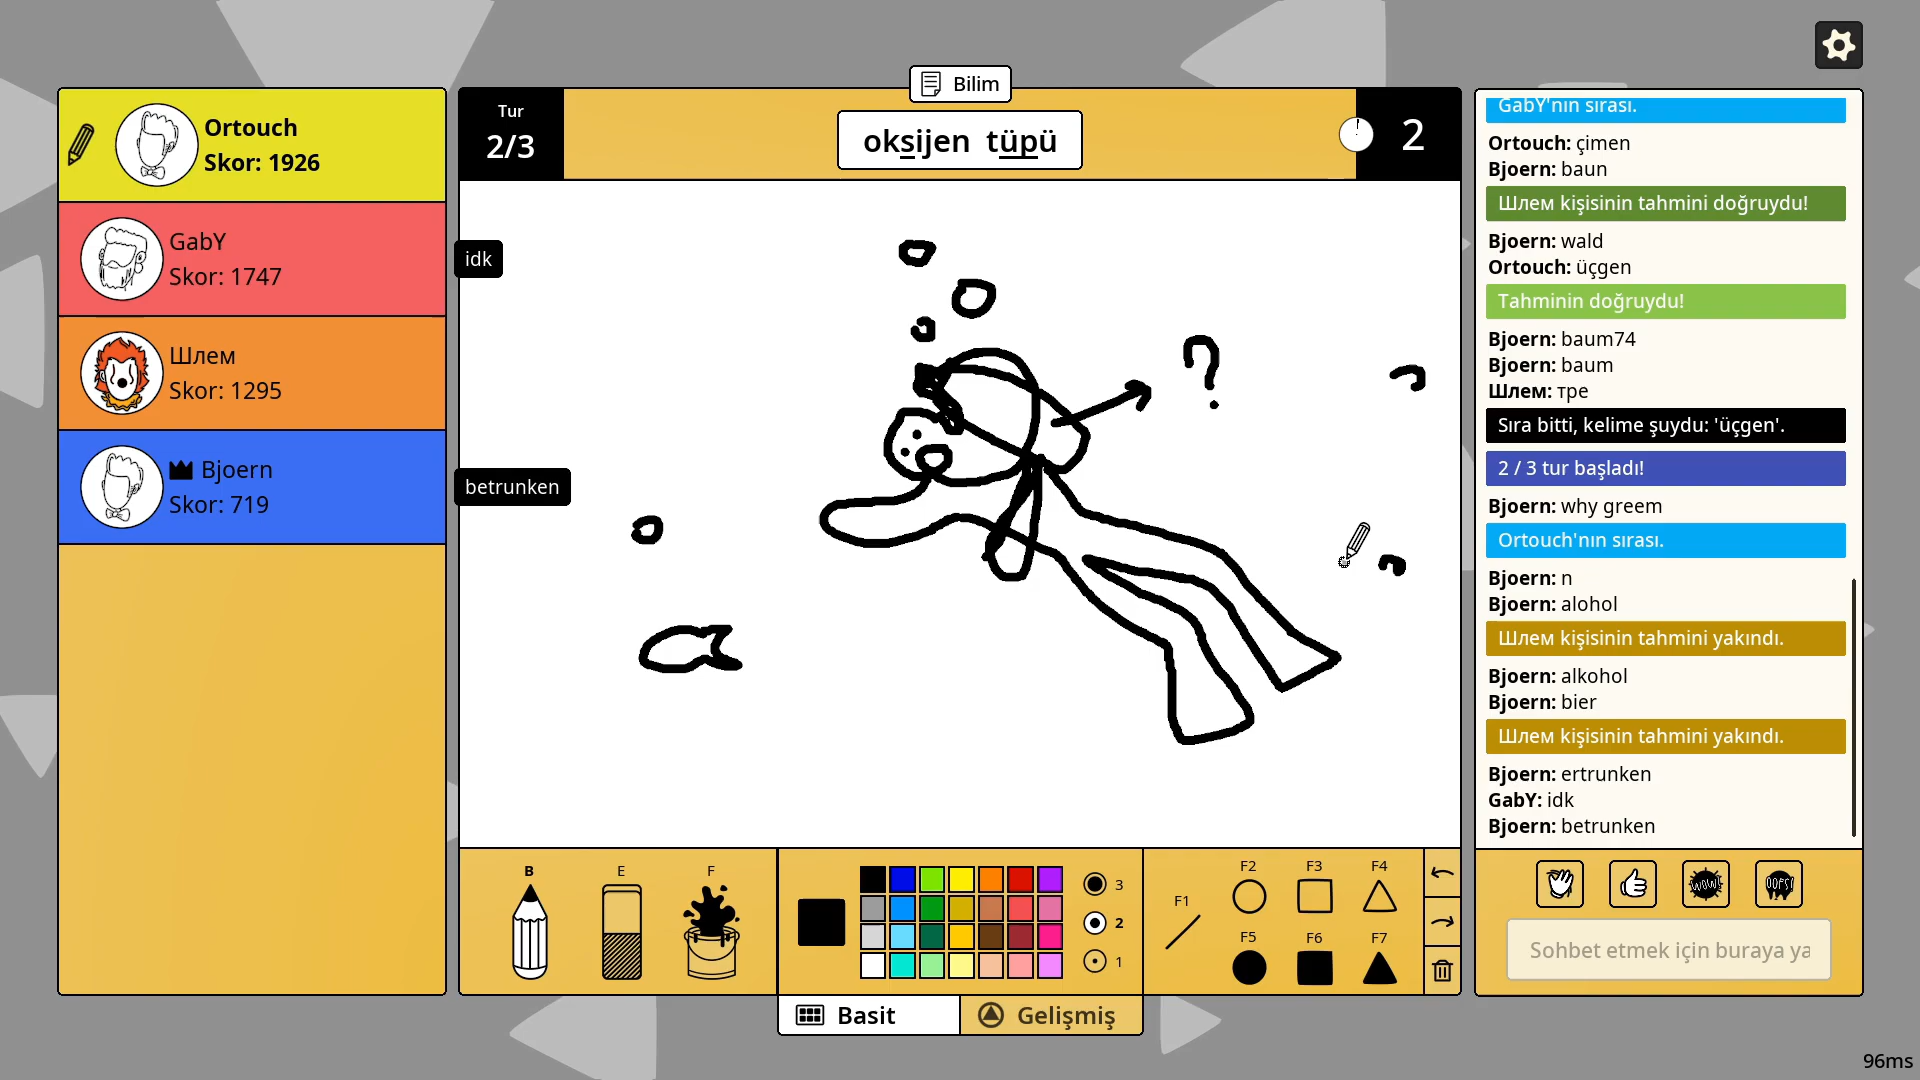 Bilim
Tur
2/3
oksijen tüpü
2
Ortouch
Skor: 1926
GabY
Skor: 1747
Шлем
Skor: 1295
Bjoern
Skor: 719
idk
betrunken
?
GabY'nin sırası.
Ortouch: çimen
Bjoern: baun
Шлем kişisinin tahmini doğruydu!
Bjoern: wald
Ortouch: üçgen
Tahminin doğruydu!
Bjoern: baum74
Bjoern: baum
Шлем: тре
Sıra bitti, kelime şuydu: 'üçgen'.
2 / 3 tur başladı!
Bjoern: why greem
Ortouch'nın sırası.
Bjoern: n
Bjoern: alohol
Шлем kişisinin tahmini yakındı.
Bjoern: alkohol
Bjoern: bier
Шлем kişisinin tahmini yakındı.
Bjoern: ertrunken
GabY: idk
Bjoern: betrunken
WOW!
OOPS!
Sohbet etmek için buraya ya
B
E
F
3
2
1
F1
F2
F3
F4
F5
F6
F7
Basit
Gelişmiş
96ms